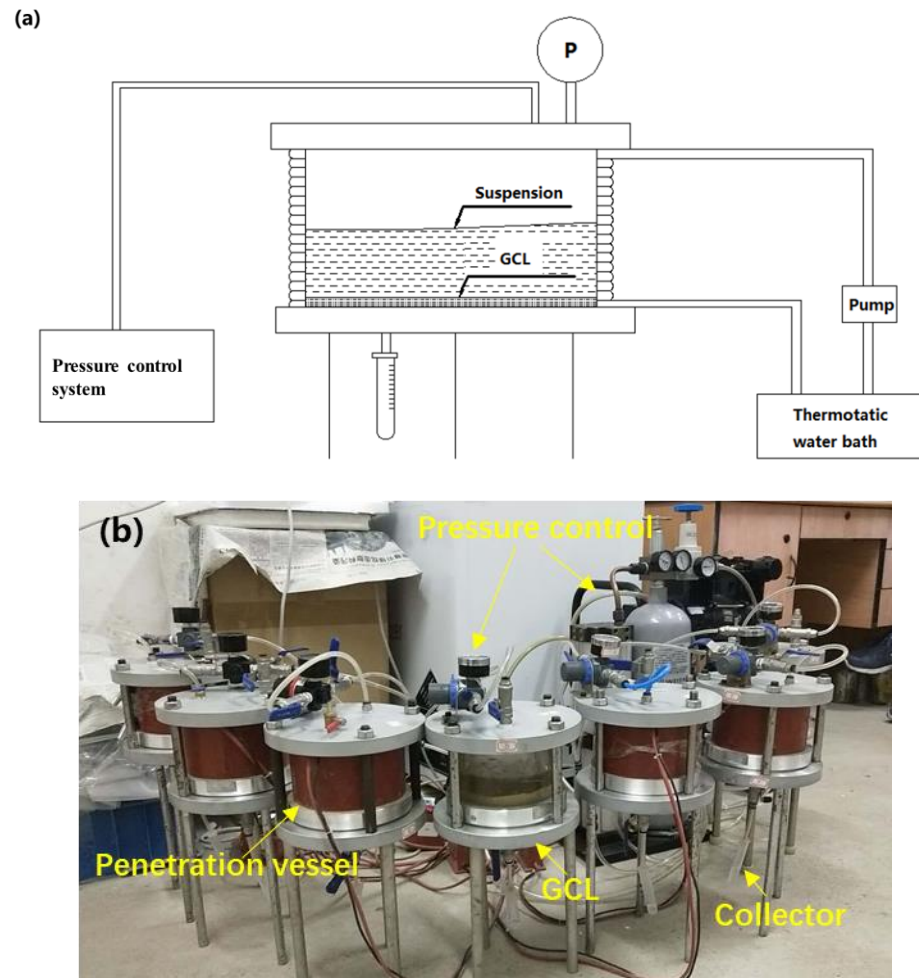 (a)
P
Suspension
GCL
Pump
Pressure control
system
Thermotatic
water bath
(b)
Pressure control
Penetration vessel
GCL
Collector